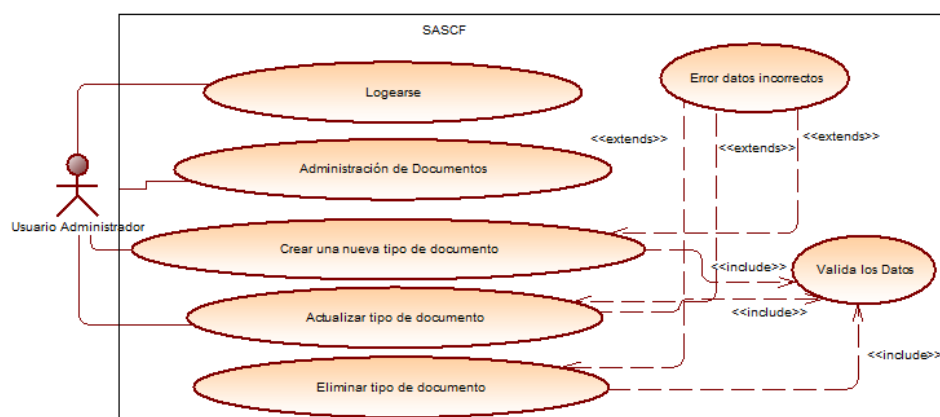 SASCF
Logearse
Error datos incorrectos
<<extends>>
<<extends>>
<<extends>>
Administración de Documentos
Usuario Administrador
Crear una nueva tipo de documento
<<include>>
Valida los Datos
Actualizar tipo de documento
<<include>>
<<include>>
Eliminar tipo de documento